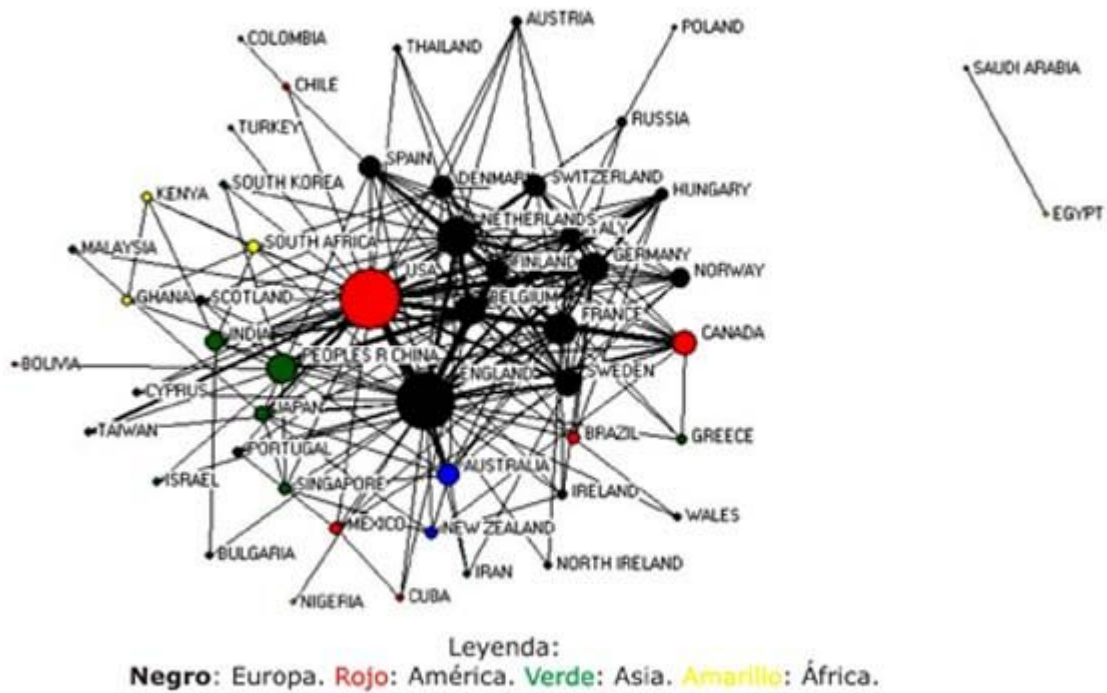 AUSTRIA
POLAND
COLOMBIA
THAILAND
SAUDI ARABIA
CHILE
RUSSIA
TURKEY
SPAIN
DENMARK
SWITZERLAND
SOUTH KOREA
HUNGARY
KENYA
EGYPT
NETHERLANDS
ITALY
SOUTH AFRICA
MALAYSIA
GERMANY
FINLAND
USA
NORWAY
GHANA
SCOTLAND
BELGIUM
FRANCE
INDIA
CANADA
PEOPLES R CHINA
BOLIVIA
ENGLAND
SWEDEN
CYPRUS
JAPAN
TAIWAN
BRAZIL
GREECE
PORTUGAL
AUSTRALIA
ISRAEL
SINGAPORE
IRELAND
WALES
MEXICO
NEW ZEALAND
BULGARIA
NORTH IRELAND
IRAN
NIGERIA
CUBA
Leyenda:
Negro: Europa. Rojo: América. Verde: Asia. Amarillo: África.